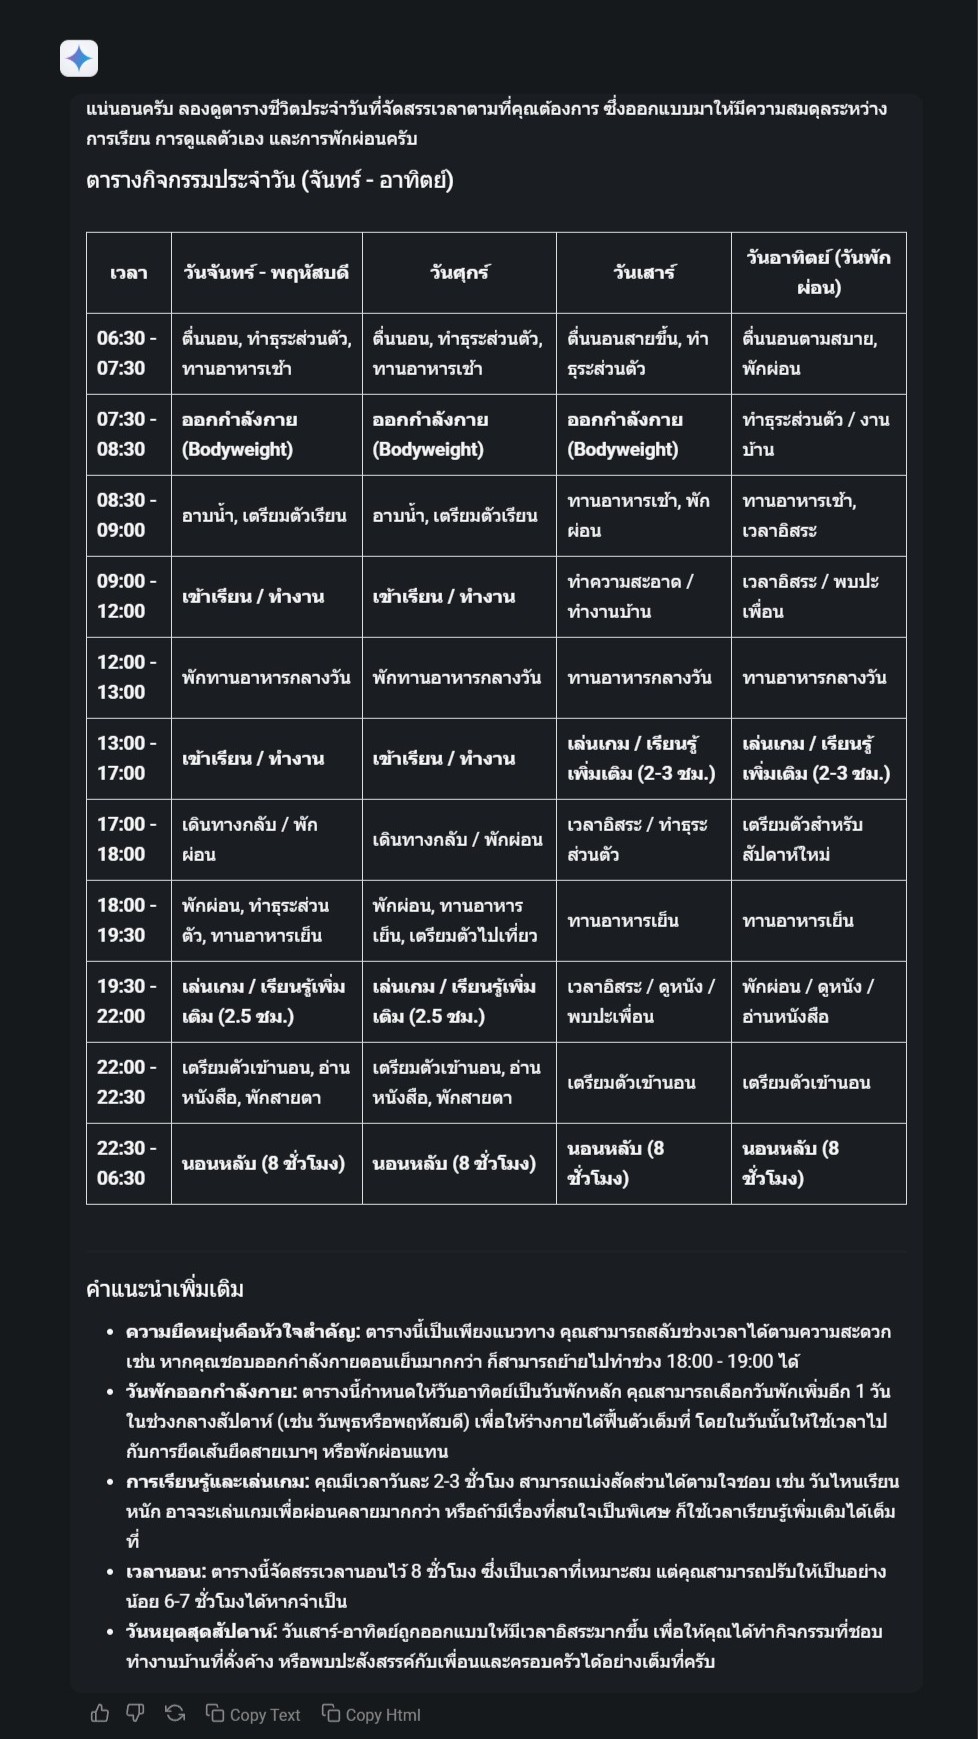 แน่นอนครับ ลองดูตารางชีวิตประจำวันที่จัดสรรเวลาตามที่คุณต้องการ ซึ่งออกแบบมาให้มีความสมดุลระหว่าง
การเรียน การดูแลตัวเอง และการพักผ่อนครับ
ตารางกิจกรรมประจำวัน (จันทร์ - อาทิตย์)
เวลา
วันจันทร์ - พฤหัสบดี
วันศุกร์
วันเสาร์
วันอาทิตย์ (วันพัก
ผ่อน)
06:30 -
07:30
ตื่นนอน, ทำธุระส่วนตัว,
ทานอาหารเช้า
ตื่นนอน, ทำธุระส่วนตัว,
ทานอาหารเช้า
ตื่นนอนสายขึ้น, ทำ
ธุระส่วนตัว
ตื่นนอนตามสบาย,
พักผ่อน
07:30 -
08:30
ออกกำลังกาย
(Bodyweight)
ออกกำลังกาย
(Bodyweight)
ออกกำลังกาย
(Bodyweight)
ทำธุระส่วนตัว / งาน
บ้าน
08:30 -
09:00
อาบน้ำ, เตรียมตัวเรียน
อาบน้ำ, เตรียมตัวเรียน
ทานอาหารเช้า, พัก
ผ่อน
ทานอาหารเช้า,
เวลาอิสระ
09:00 -
12:00
เข้าเรียน / ทำงาน
เข้าเรียน / ทำงาน
ทำความสะอาด /
ทำงานบ้าน
เวลาอิสระ / พบปะ
เพื่อน
12:00 -
13:00
พักทานอาหารกลางวัน
พักทานอาหารกลางวัน
ทานอาหารกลางวัน
ทานอาหารกลางวัน
13:00 -
17:00
เข้าเรียน / ทำงาน
เข้าเรียน / ทำงาน
เล่นเกม / เรียนรู้
เพิ่มเติม (2-3 ชม.)
เล่นเกม / เรียนรู้
เพิ่มเติม (2-3 ชม.)
17:00 -
18:00
เดินทางกลับ / พัก
ผ่อน
เดินทางกลับ / พักผ่อน
เวลาอิสระ / ทำธุระ
ส่วนตัว
เตรียมตัวสำหรับ
สัปดาห์ใหม่
18:00 -
19:30
พักผ่อน, ทำธุระส่วน
ตัว, ทานอาหารเย็น
พักผ่อน, ทานอาหาร
เย็น, เตรียมตัวไปเที่ยว
ทานอาหารเย็น
ทานอาหารเย็น
19:30 -
22:00
เล่นเกม / เรียนรู้เพิ่ม
เติม (2.5 ชม.)
เล่นเกม / เรียนรู้เพิ่ม
เติม (2.5 ชม.)
เวลาอิสระ / ดูหนัง /
พบปะเพื่อน
พักผ่อน / ดูหนัง /
อ่านหนังสือ
22:00 -
22:30
เตรียมตัวเข้านอน, อ่าน
หนังสือ, พักสายตา
เตรียมตัวเข้านอน, อ่าน
หนังสือ, พักสายตา
เตรียมตัวเข้านอน
เตรียมตัวเข้านอน
22:30 -
06:30
นอนหลับ (8 ชั่วโมง)
นอนหลับ (8 ชั่วโมง)
นอนหลับ (8
ชั่วโมง)
นอนหลับ (8
ชั่วโมง)
คำแนะนำเพิ่มเติม
• ความยืดหยุ่นคือหัวใจสำคัญ: ตารางนี้เป็นเพียงแนวทาง คุณสามารถสลับช่วงเวลาได้ตามความสะดวก
เช่น หากคุณชอบออกกำลังกายตอนเย็นมากกว่า ก็สามารถย้ายไปทำช่วง 18:00 - 19:00 ได้
• วันพักออกกำลังกาย: ตารางนี้กำหนดให้วันอาทิตย์เป็นวันพักหลัก คุณสามารถเลือกวันพักเพิ่มอีก 1 วัน
ในช่วงกลางสัปดาห์ (เช่น วันพุธหรือพฤหัสบดี) เพื่อให้ร่างกายได้ฟื้นตัวเต็มที่ โดยในวันนั้นให้ใช้เวลาไป
กับการยืดเส้นยืดสายเบาๆ หรือพักผ่อนแทน
• การเรียนรู้และเล่นเกม: คุณมีเวลาวันละ 2-3 ชั่วโมง สามารถแบ่งสัดส่วนได้ตามใจชอบ เช่น วันไหนเรียน
หนัก อาจจะเล่นเกมเพื่อผ่อนคลายมากกว่า หรือถ้ามีเรื่องที่สนใจเป็นพิเศษ ก็ใช้เวลาเรียนรู้เพิ่มเติมได้เต็ม
ที่
• เวลานอน: ตารางนี้จัดสรรเวลานอนไว้ 8 ชั่วโมง ซึ่งเป็นเวลาที่เหมาะสม แต่คุณสามารถปรับให้เป็นอย่าง
น้อย 6-7 ชั่วโมงได้หากจำเป็น
• วันหยุดสุดสัปดาห์: วันเสาร์-อาทิตย์ถูกออกแบบให้มีเวลาอิสระมากขึ้น เพื่อให้คุณได้ทำกิจกรรมที่ชอบ
ทำงานบ้านที่คั่งค้าง หรือพบปะสังสรรค์กับเพื่อนและครอบครัวได้อย่างเต็มที่ครับ
Copy Text
Copy Html